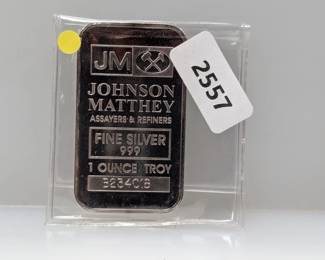 JM
JOHNSON
MATTHEY
ASSAYERS & REFINERS
FINE SILVER
999
1 OUNCE TROY
2557